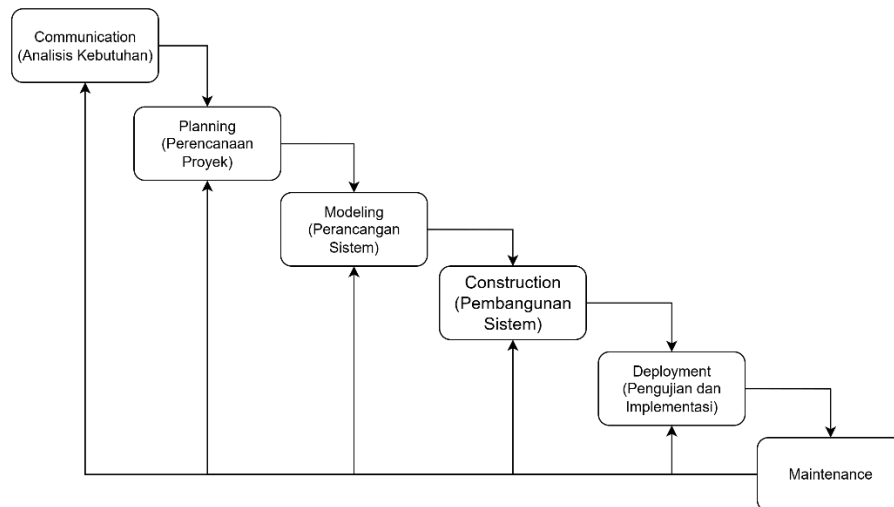 Communication
(Analisis Kebutuhan)
Planning
(Perencanaan
Proyek)
Modeling
(Perancangan
Sistem)
Construction
(Pembangunan
Sistem)
Deployment
(Pengujian dan
Implementasi)
Maintenance